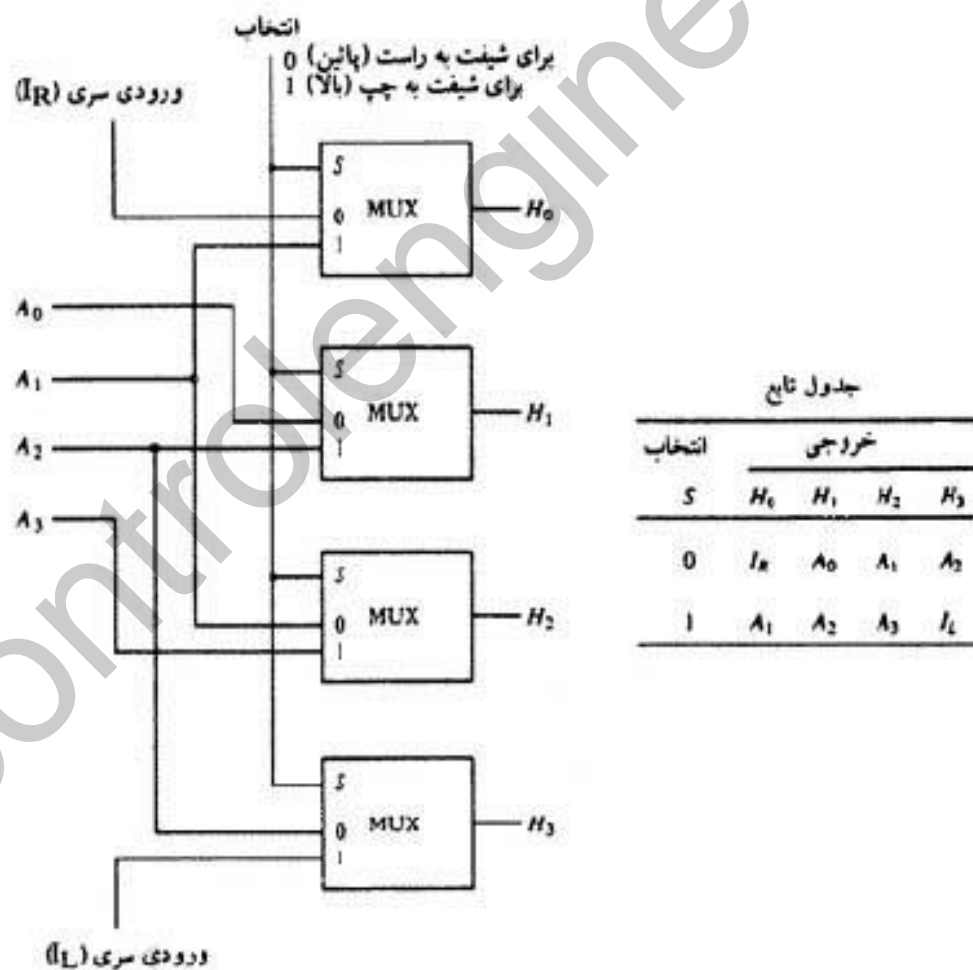 انتخاب
0 برای شیفت به راست (پائین)
1 برای شیفت به چپ (بالا)
ورودی سری (IR)
S
MUX
0
1
H0
A0
A1
A2
A3
S
MUX
0
1
H1
S
MUX
0
1
H2
S
MUX
0
1
H3
ورودی سری (IL)
جدول تابع
انتخاب خروجی
S H0 H1 H2 H3
0 IR A0 A1 A2
1 A1 A2 A3 IL
controlengine